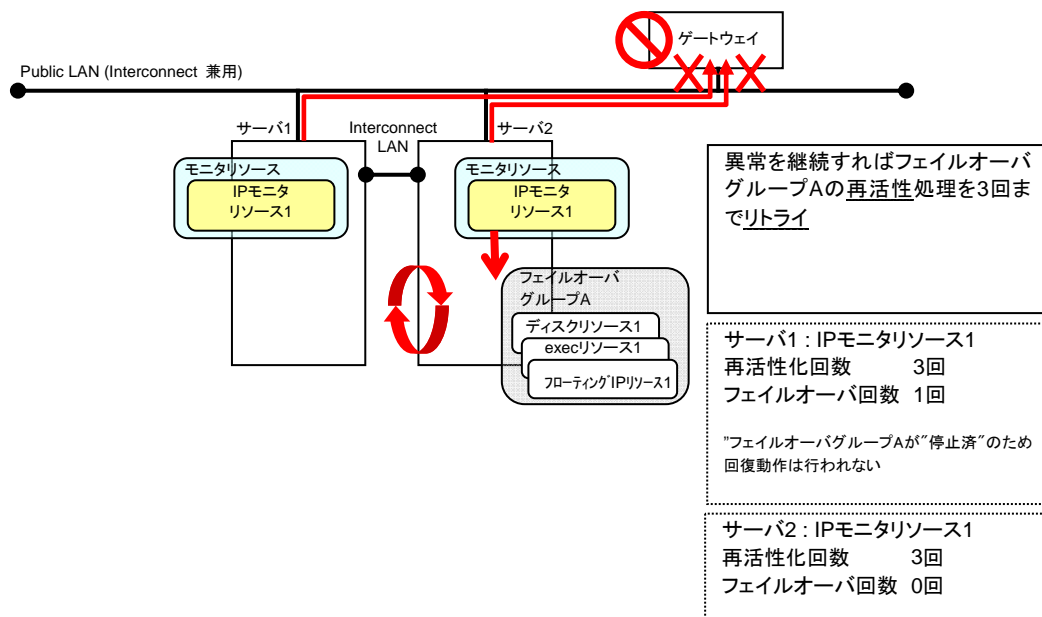 ゲートウェイ
Public LAN (Interconnect 兼用)
サーバ1
Interconnect
LAN
サーバ2
モニタリソース
IPモニタ
リソース1
モニタリソース
IPモニタ
リソース1
フェイルオーバ
グループA
ディスクリソース1
execリソース1
フローティングIPリソース1
異常を継続すればフェイルオーバ
グループAの再活性処理を3回ま
でリトライ
サーバ1 : IPモニタリソース1
再活性化回数 3回
フェイルオーバ回数 1回
"フェイルオーバグループAが"停止済"のため
回復動作は行われない
サーバ2 : IPモニタリソース1
再活性化回数 3回
フェイルオーバ回数 0回